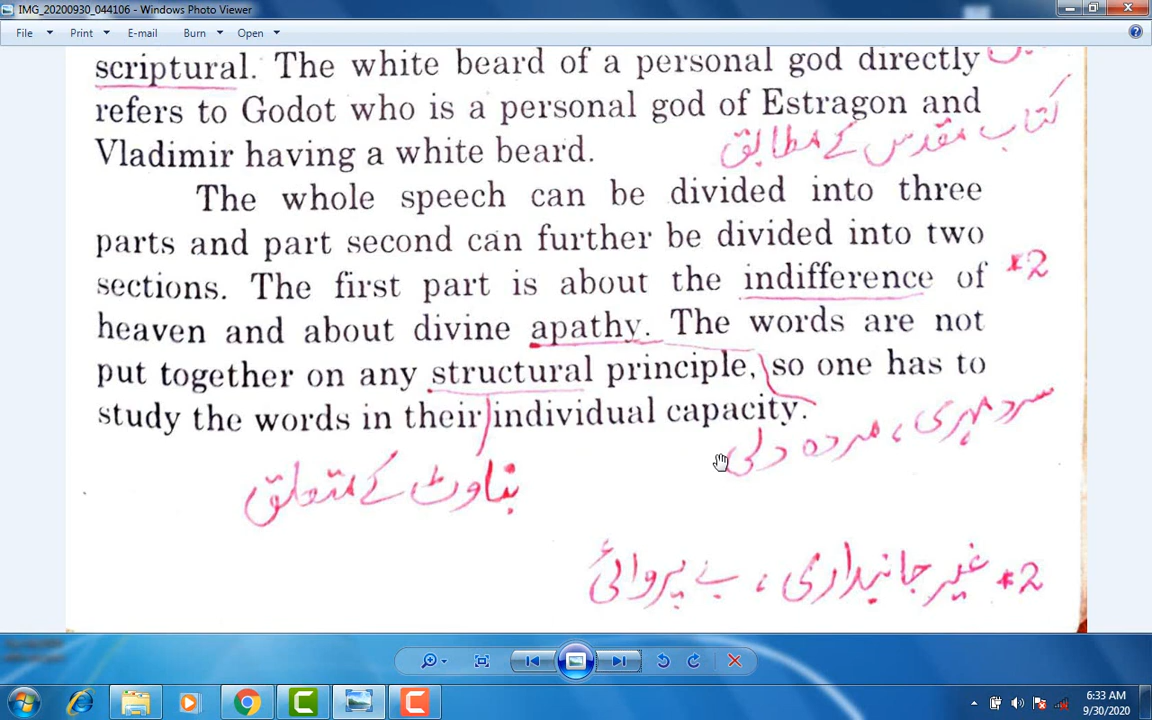 IMG_20200930_044106 - Windows Photo Viewer
File Print E-mail Burn Open
scriptural. The white beard of a personal god directly
refers to Godot who is a personal god of Estragon and
Vladimir having a white beard.
کتاب مقدس کے مطابق
The whole speech can be divided into three
parts and part second can further be divided into two
sections. The first part is about the indifference of *2
heaven and about divine apathy. The words are not
put together on any structural principle, so one has to
study the words in their individual capacity.
سرد مہری، مردہ دلی
بناوٹ کے متعلق
*2 غیر جانبداری، بے پروائی
6:33 AM
9/30/2020